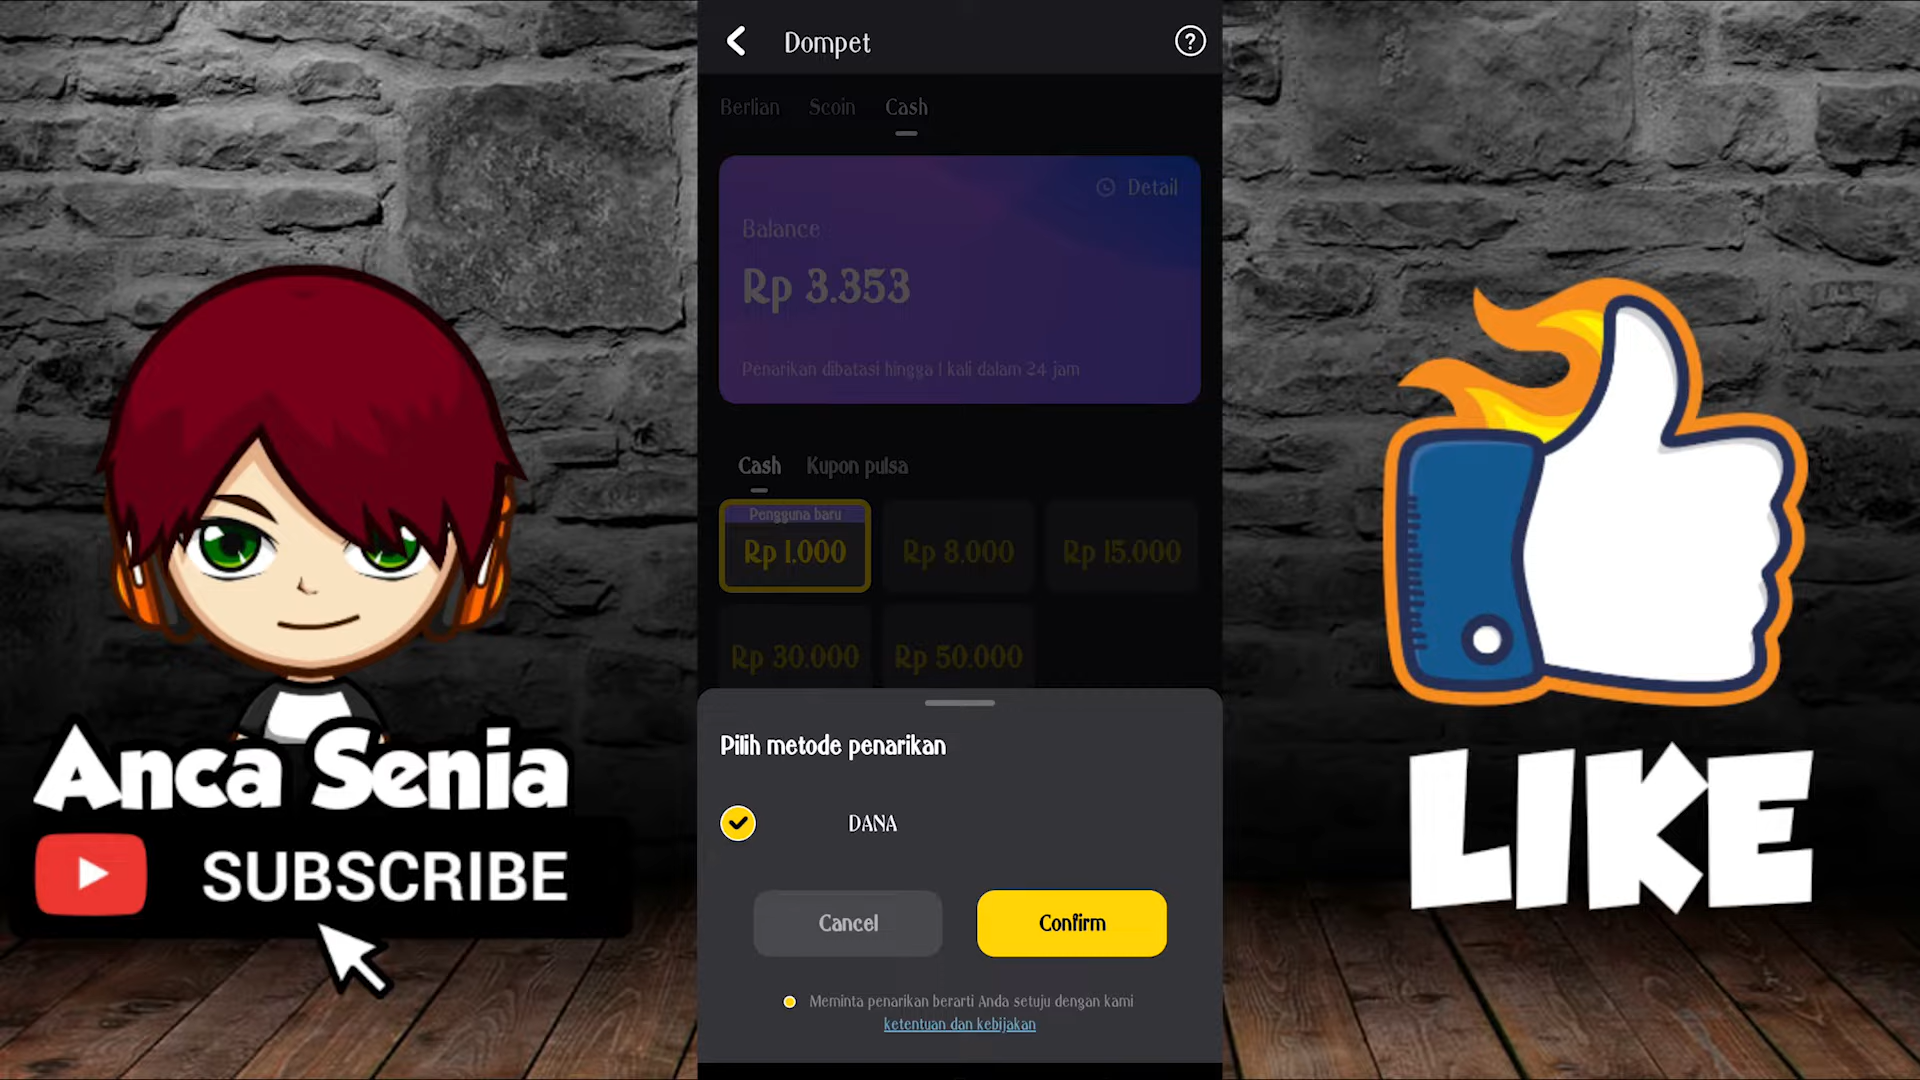 Dompet
?
Berlian Scoin Cash
Detail
Balance
Rp 3.353
Penarikan dibatasi hingga 1 kali dalam 24 jam
Cash Kupon pulsa
Pengguna baru
Rp 1.000 Rp 8.000 Rp 15.000
Rp 30.000 Rp 50.000
Pilih metode penarikan
DANA
Cancel Confirm
Meminta penarikan berarti Anda setuju dengan kami
ketentuan dan kebijakan
Anca Senia
SUBSCRIBE
LIKE